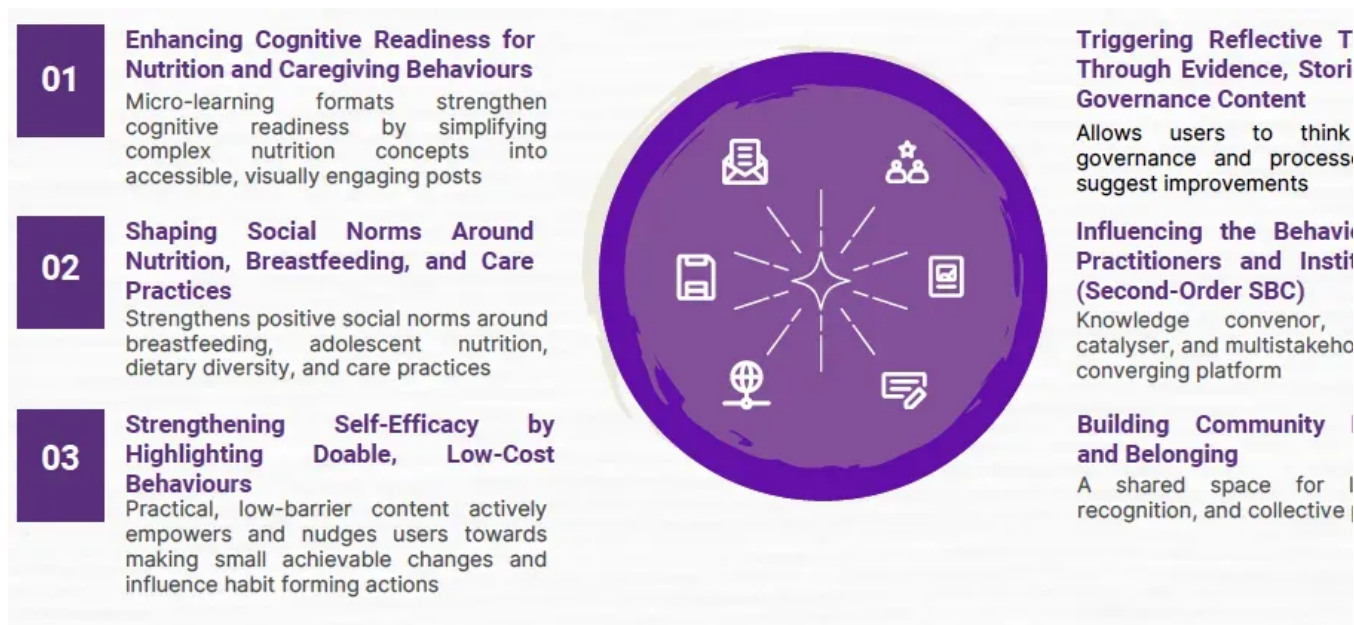 01
Enhancing Cognitive Readiness for
Nutrition and Caregiving Behaviours
Micro-learning formats strengthen
cognitive readiness by simplifying
complex nutrition concepts into
accessible, visually engaging posts
02
Shaping Social Norms Around
Nutrition, Breastfeeding, and Care
Practices
Strengthens positive social norms around
breastfeeding, adolescent nutrition,
dietary diversity, and care practices
03
Strengthening Self-Efficacy by
Highlighting Doable, Low-Cost
Behaviours
Practical, low-barrier content actively
empowers and nudges users towards
making small achievable changes and
influence habit forming actions
Triggering Reflective
Through Evidence,
Governance Content
Allows users to think
governance and
suggest improvements
Influencing the
Practitioners and
(Second-Order SBC)
Knowledge convenor,
catalyser, and
converging platform
Building Community
and Belonging
A shared space for
recognition, and collective